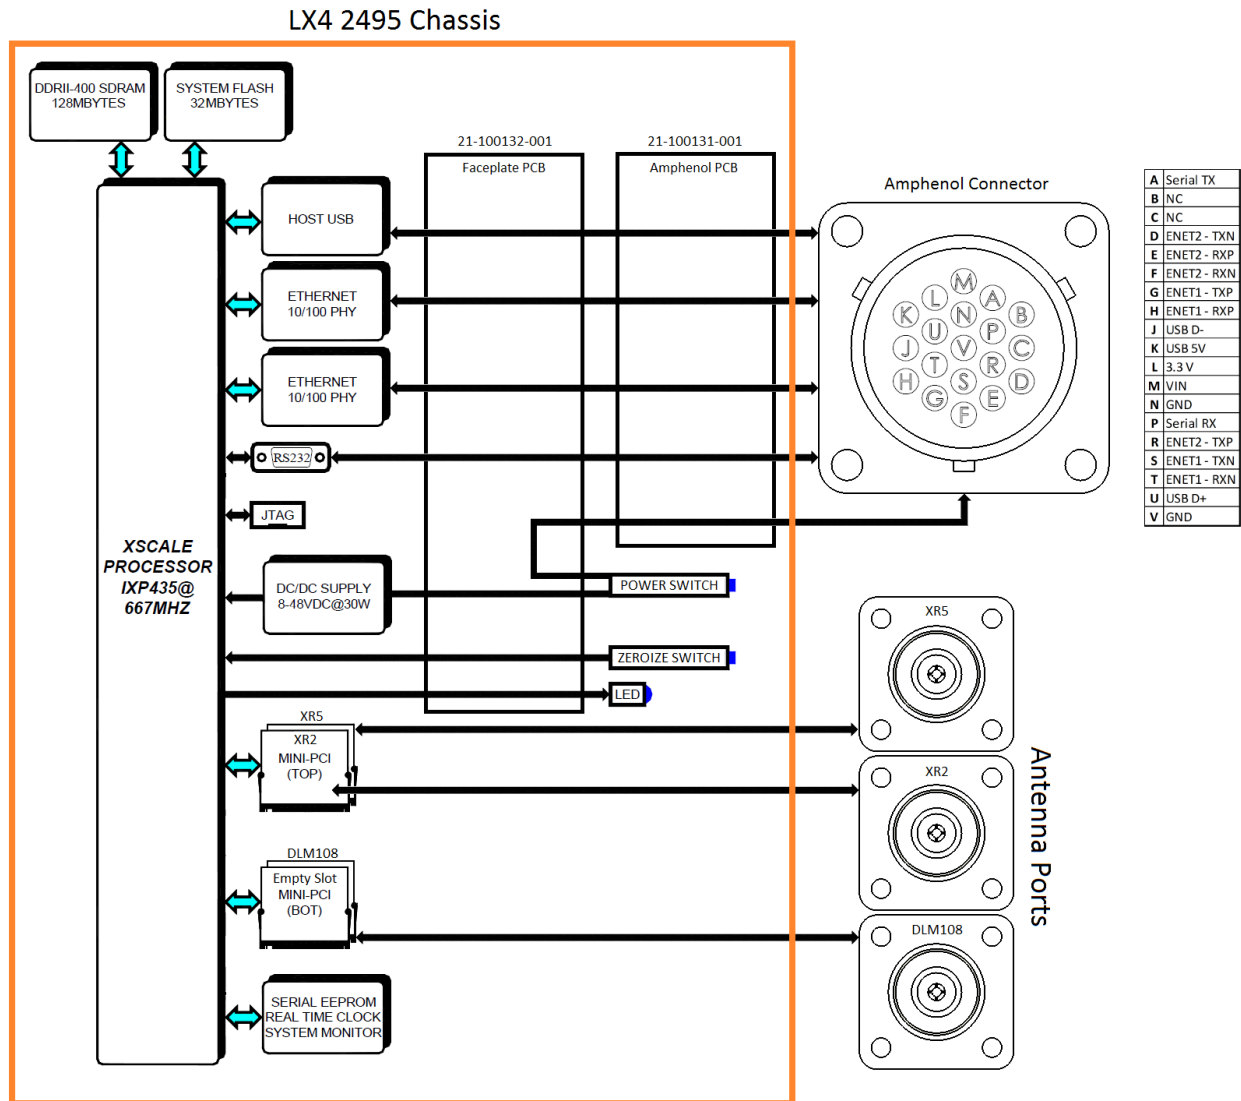 LX4 2495 Chassis
DDRII-400 SDRAM
128MBYTES
SYSTEM FLASH
32MBYTES
21-100132-001
Faceplate PCB
21-100131-001
Amphenol PCB
HOST USB
ETHERNET
10/100 PHY
ETHERNET
10/100 PHY
RS232
JTAG
XSCALE
PROCESSOR
IXP435@
667MHZ
DC/DC SUPPLY
8-48VDC@30W
POWER SWITCH
ZEROIZE SWITCH
LED
XR5
XR2
MINI-PCI
(TOP)
DLM108
Empty Slot
MINI-PCI
(BOT)
SERIAL EEPROM
REAL TIME CLOCK
SYSTEM MONITOR
Amphenol Connector
M
L
A
K
N
B
U
P
J
V
C
T
R
H
S
D
G
E
F
A Serial TX
B NC
C NC
D ENET2 - TXN
E ENET2 - RXP
F ENET2 - RXN
G ENET1 - TXP
H ENET1 - RXP
J USB D-
K USB 5V
L 3.3 V
M VIN
N GND
P Serial RX
R ENET2 - TXP
S ENET1 - TXN
T ENET1 - RXN
U USB D+
V GND
XR5
XR2
DLM108
Antenna Ports